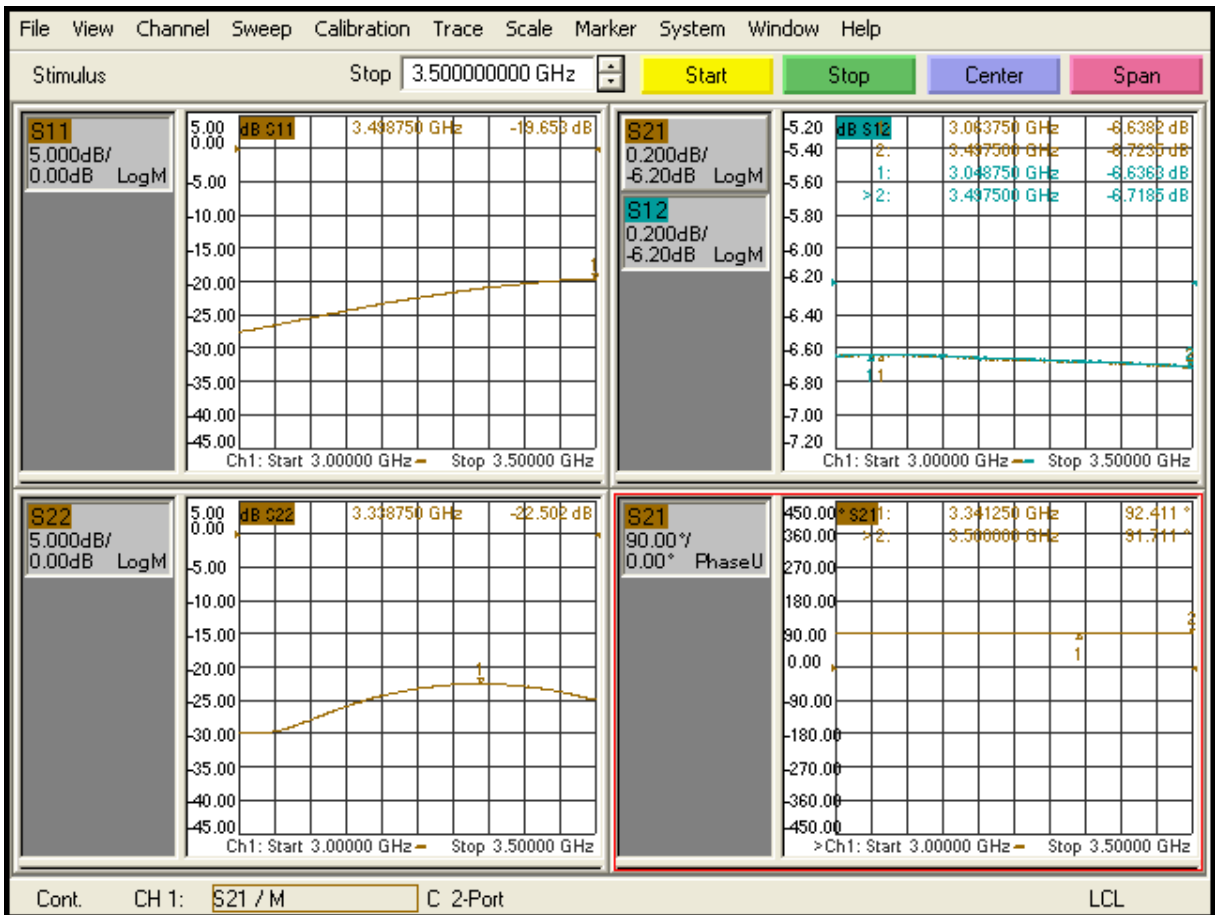 File View Channel Sweep Calibration Trace Scale Marker System Window Help
Stimulus Stop 3.500000000 GHz Start Stop Center Span
S11
5.000dB/
0.00dB LogM
dB S11 3.498750 GHz -19.653 dB
5.00
0.00
-5.00
-10.00
-15.00
-20.00
-25.00
-30.00
-35.00
-40.00
-45.00
1
Ch1: Start 3.00000 GHz Stop 3.50000 GHz
S21
0.200dB/
-6.20dB LogM
S12
0.200dB/
-6.20dB LogM
dB S12 3.063750 GHz -6.6382 dB
2: 3.497500 GHz -6.7235 dB
1: 3.048750 GHz -6.6363 dB
>2: 3.497500 GHz -6.7185 dB
-5.20
-5.40
-5.60
-5.80
-6.00
-6.20
-6.40
-6.60
-6.80
-7.00
-7.20
1 1
Ch1: Start 3.00000 GHz Stop 3.50000 GHz
S22
5.000dB/
0.00dB LogM
dB S22 3.338750 GHz -22.502 dB
5.00
0.00
-5.00
-10.00
-15.00
-20.00
-25.00
-30.00
-35.00
-40.00
-45.00
1
Ch1: Start 3.00000 GHz Stop 3.50000 GHz
S21
90.00°/
0.00° PhaseU
° S21 1: 3.341250 GHz 92.411 °
>2: 3.500000 GHz 91.711 °
450.00
360.00
270.00
180.00
90.00
0.00
-90.00
-180.00
-270.00
-360.00
-450.00
1
2
>Ch1: Start 3.00000 GHz Stop 3.50000 GHz
Cont. CH 1: S21 / M C 2-Port LCL